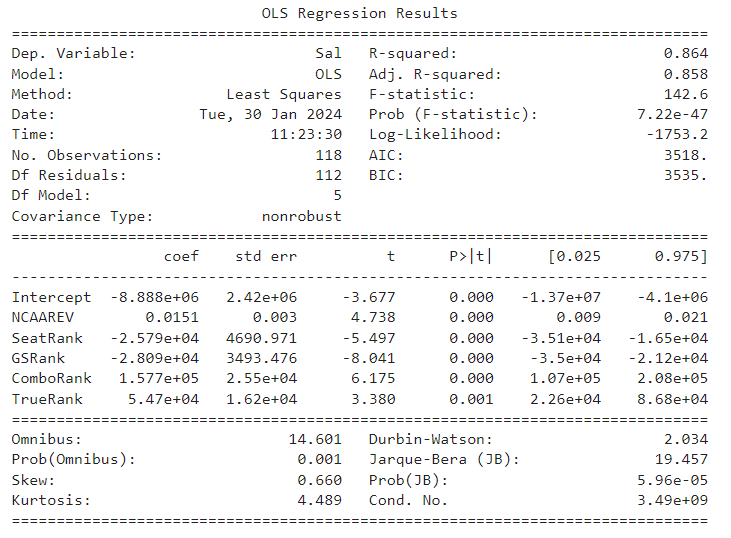 OLS Regression Results
==============================================================================
Dep. Variable:                    Sal   R-squared:                       0.864
Model:                            OLS   Adj. R-squared:                  0.858
Method:                 Least Squares   F-statistic:                     142.6
Date:                Tue, 30 Jan 2024   Prob (F-statistic):           7.22e-47
Time:                        11:23:30   Log-Likelihood:                -1753.2
No. Observations:                 118   AIC:                             3518.
Df Residuals:                     112   BIC:                             3535.
Df Model:                           5
Covariance Type:            nonrobust
==============================================================================
                 coef    std err          t      P>|t|      [0.025      0.975]
------------------------------------------------------------------------------
Intercept  -8.888e+06   2.42e+06     -3.677      0.000   -1.37e+07    -4.1e+06
NCAAREV        0.0151      0.003      4.738      0.000       0.009       0.021
SeatRank   -2.579e+04   4690.971     -5.497      0.000   -3.51e+04   -1.65e+04
GSRank     -2.809e+04   3493.476     -8.041      0.000    -3.5e+04   -2.12e+04
ComboRank   1.577e+05   2.55e+04      6.175      0.000    1.07e+05    2.08e+05
TrueRank     5.47e+04   1.62e+04      3.380      0.001    2.26e+04    8.68e+04
==============================================================================
Omnibus:                       14.601   Durbin-Watson:                   2.034
Prob(Omnibus):                  0.001   Jarque-Bera (JB):               19.457
Skew:                           0.660   Prob(JB):                     5.96e-05
Kurtosis:                       4.489   Cond. No.                     3.49e+09
==============================================================================